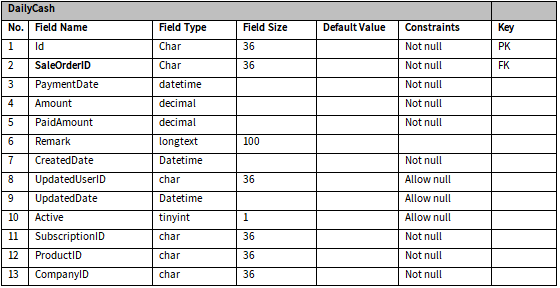 DailyCash
No. Field Name Field Type Field Size Default Value Constraints Key
1 Id Char 36 Not null PK
2 SaleOrderID Char 36 Not null FK
3 PaymentDate datetime Not null
4 Amount decimal Not null
5 PaidAmount decimal Not null
6 Remark longtext 100
7 CreatedDate Datetime Not null
8 UpdatedUserID char 36 Allow null
9 UpdatedDate Datetime Allow null
10 Active tinyint 1 Allow null
11 SubscriptionID char 36 Not null
12 ProductID char 36 Not null
13 CompanyID char 36 Not null